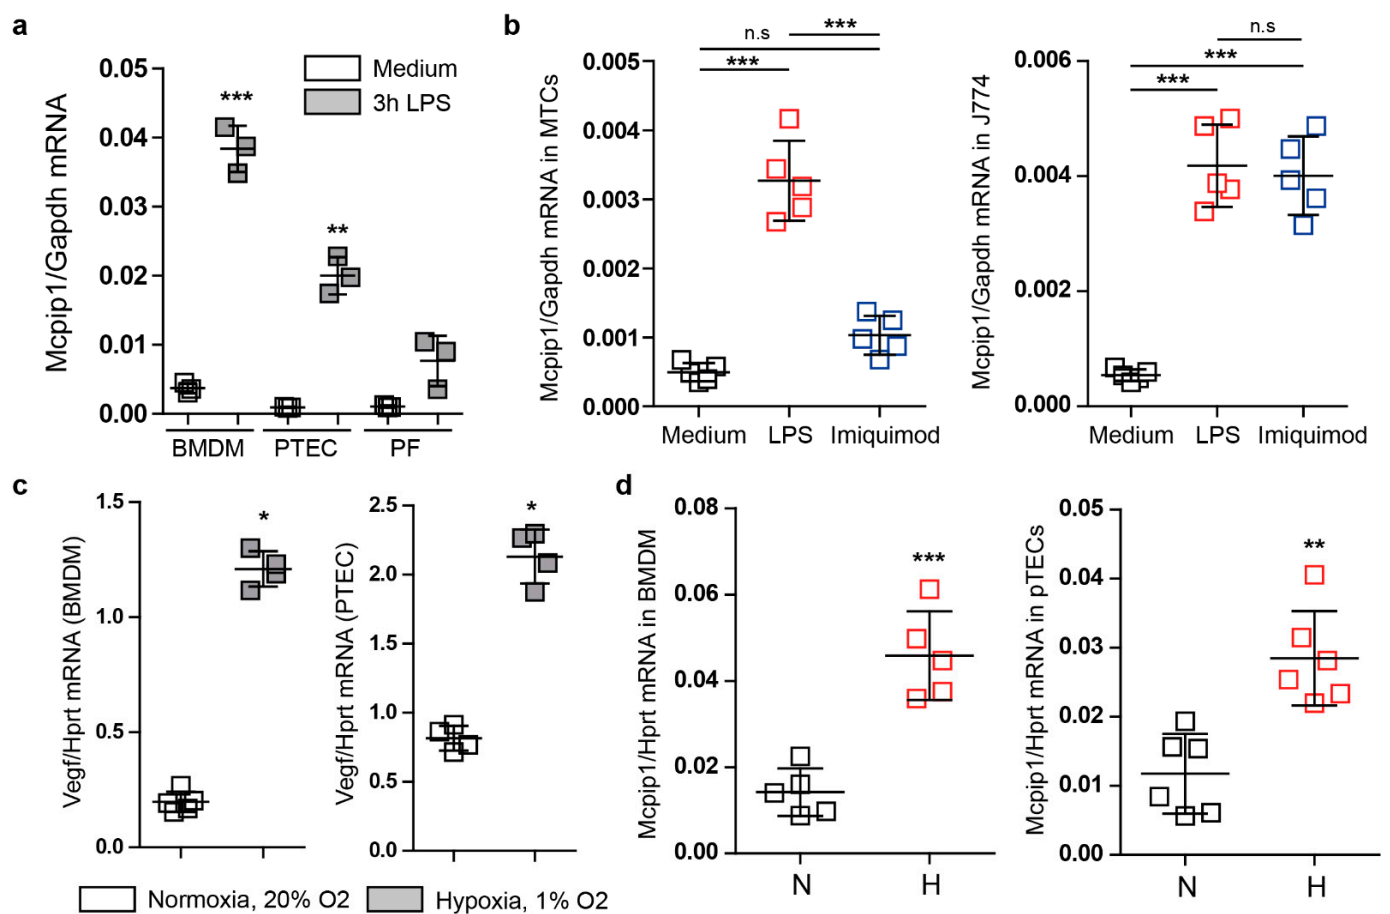 a
Mcpip1/Gapdh mRNA
0.05
0.04
0.03
0.02
0.01
0.00
Medium
3h LPS
***
**
BMDM PTEC PF
b
Mcpip1/Gapdh mRNA in MTCs
0.005
0.004
0.003
0.002
0.001
0.000
n.s ***
***
Medium LPS Imiquimod
Mcpip1/Gapdh mRNA in J774
0.006
0.004
0.002
0.000
n.s
***
***
Medium LPS Imiquimod
c
Vegf/Hprt mRNA (BMDM)
1.5
1.0
0.5
0.0
*
Vegf/Hprt mRNA (PTEC)
2.5
2.0
1.5
1.0
0.5
0.0
*
Normoxia, 20% O2 Hypoxia, 1% O2
d
Mcpip1/Hprt mRNA in BMDM
0.08
0.06
0.04
0.02
0.00
***
N H
Mcpip1/Hprt mRNA in pTECs
0.05
0.04
0.03
0.02
0.01
0.00
**
N H